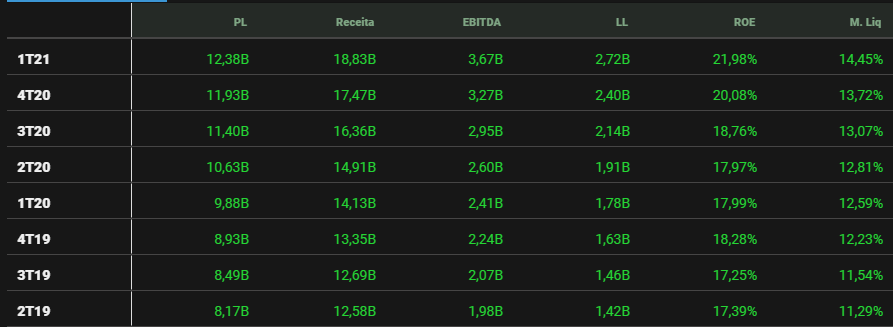 PL Receita EBITDA LL ROE M. Liq
1T21 12,38B 18,83B 3,67B 2,72B 21,98% 14,45%
4T20 11,93B 17,47B 3,27B 2,40B 20,08% 13,72%
3T20 11,40B 16,36B 2,95B 2,14B 18,76% 13,07%
2T20 10,63B 14,91B 2,60B 1,91B 17,97% 12,81%
1T20 9,88B 14,13B 2,41B 1,78B 17,99% 12,59%
4T19 8,93B 13,35B 2,24B 1,63B 18,28% 12,23%
3T19 8,49B 12,69B 2,07B 1,46B 17,25% 11,54%
2T19 8,17B 12,58B 1,98B 1,42B 17,39% 11,29%